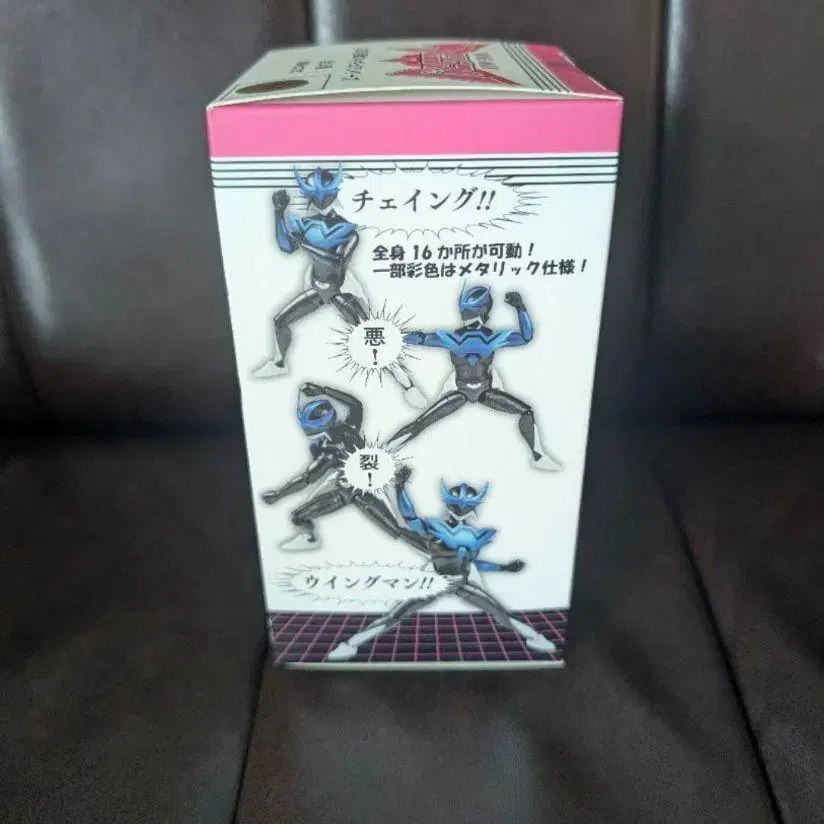 チェイング!!
全身16か所が可動！
一部彩色はメタリック仕様！
悪！
裂！
ウイングマン!!